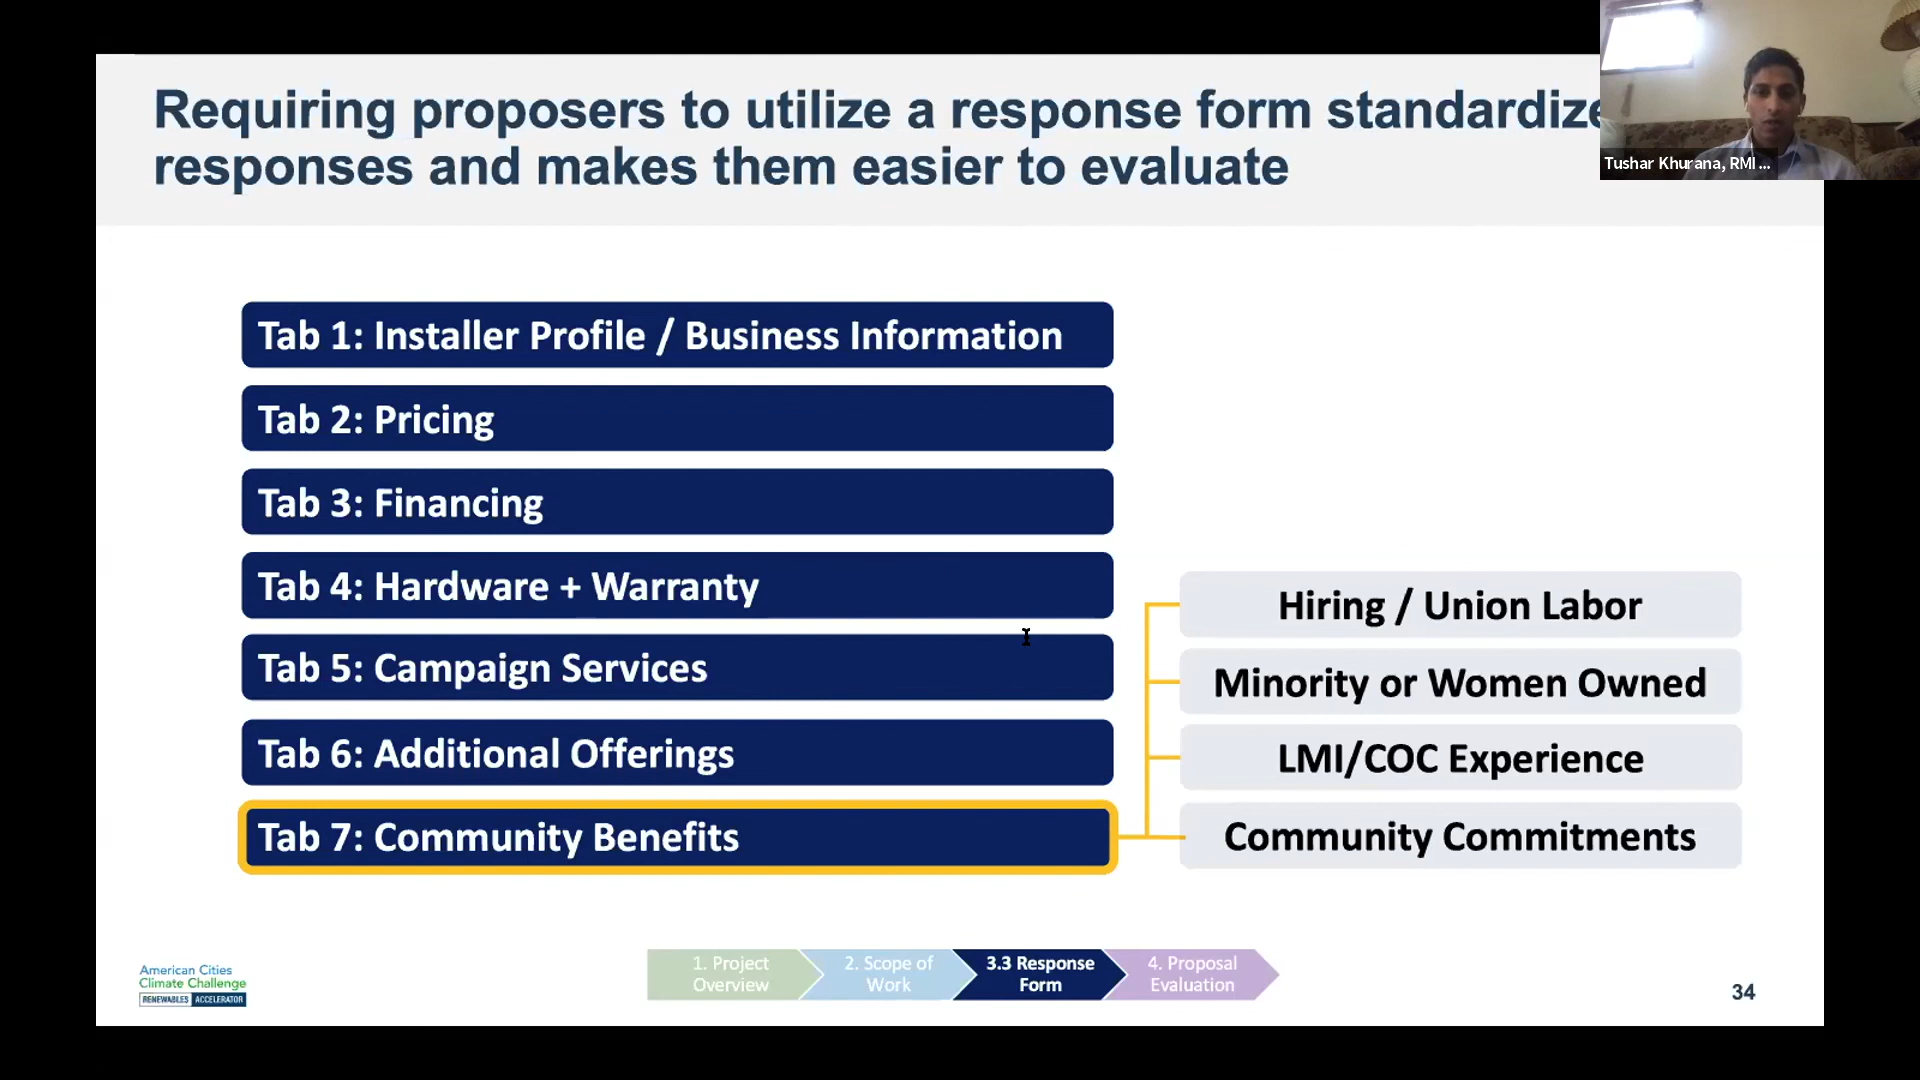 Requiring proposers to utilize a response form standardize
responses and makes them easier to evaluate
Tushar Khurana, RMI ...
Tab 1: Installer Profile / Business Information
Tab 2: Pricing
Tab 3: Financing
Tab 4: Hardware + Warranty
Tab 5: Campaign Services
Tab 6: Additional Offerings
Tab 7: Community Benefits
Hiring / Union Labor
Minority or Women Owned
LMI/COC Experience
Community Commitments
American Cities
Climate Challenge
RENEWABLES ACCELERATOR
1. Project
Overview
2. Scope of
Work
3.3 Response
Form
4. Proposal
Evaluation
34